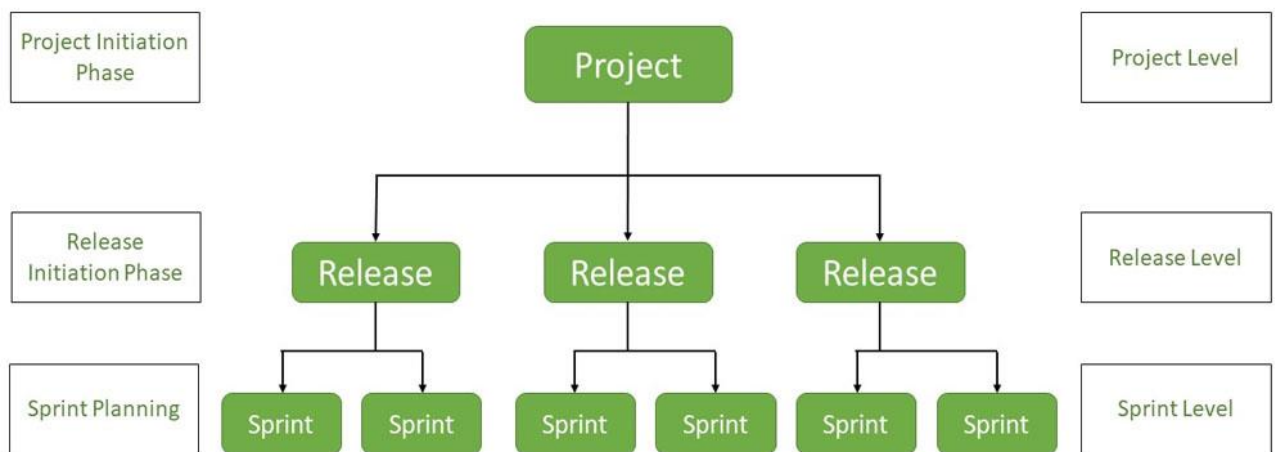 Project Initiation
Phase
Project
Project Level
Release
Initiation Phase
Release
Release
Release
Release Level
Sprint Planning
Sprint
Sprint
Sprint
Sprint
Sprint
Sprint
Sprint Level